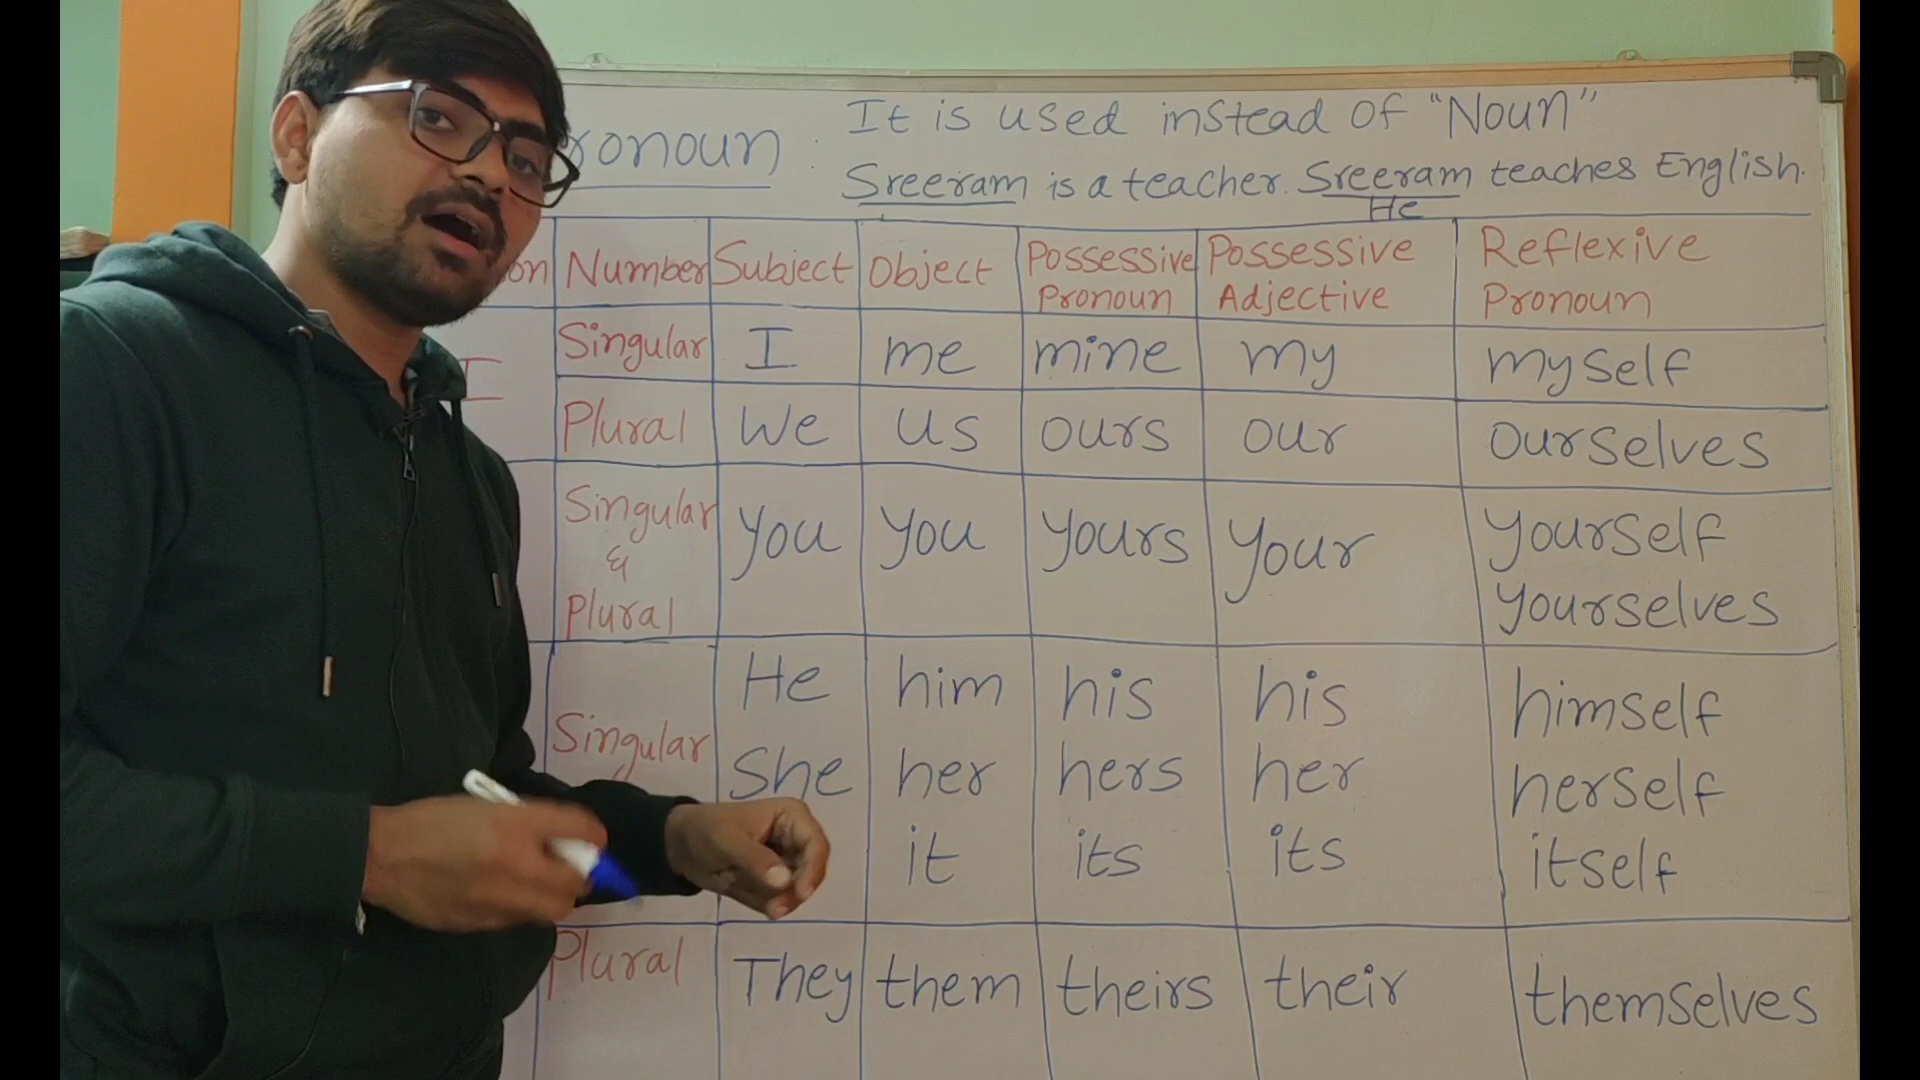 ronoun : It is used instead of "Noun"
Sreeram is a teacher. Sreeram teaches English.
He
on Number Subject Object Possessive Pronoun Possessive Adjective Reflexive Pronoun
I Singular I me mine my myself
Plural We us ours our ourselves
Singular & Plural you you yours your yourself yourselves
Singular He him his his himself
She her hers her herself
it its its itself
Plural They them theirs their themselves